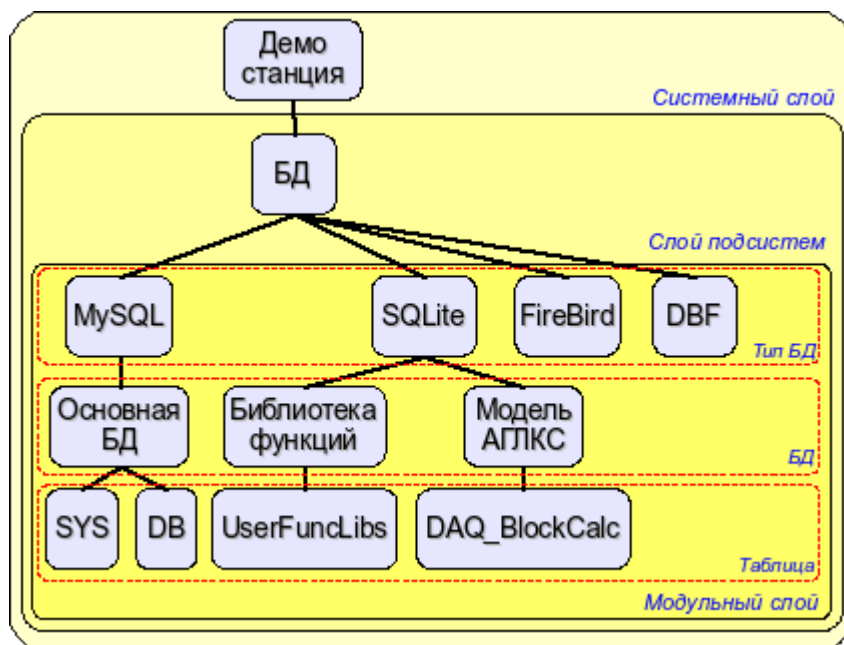 Демо
станция
Системный слой
БД
Слой подсистем
MySQL
SQLite
FireBird
DBF
Тип БД
Основная
БД
Библиотека
функций
Модель
АГЛКС
БД
SYS
DB
UserFuncLibs
DAQ_BlockCalc
Таблица
Модульный слой